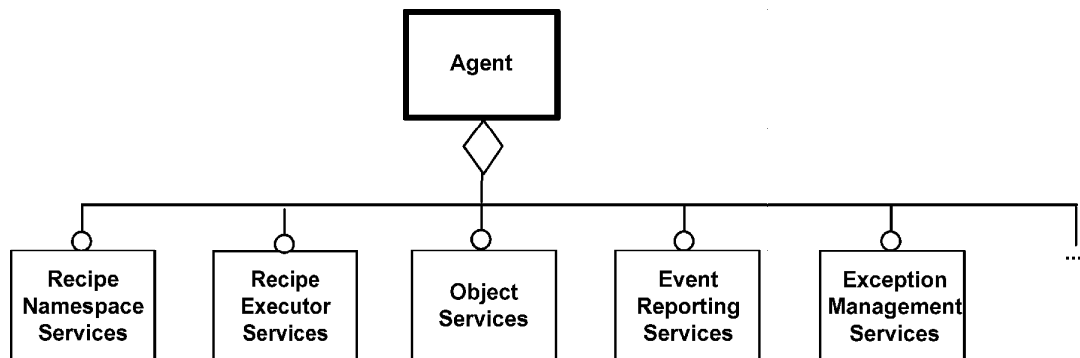 Agent
Recipe
Namespace
Services
Recipe
Executor
Services
Object
Services
Event
Reporting
Services
Exception
Management
Services
...